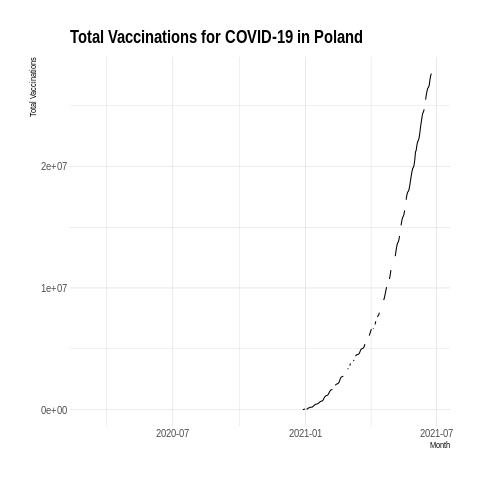 Total Vaccinations for COVID-19 in Poland
Total Vaccinations
2e+07
1e+07
0e+00
2020-07
2021-01
2021-07
Month